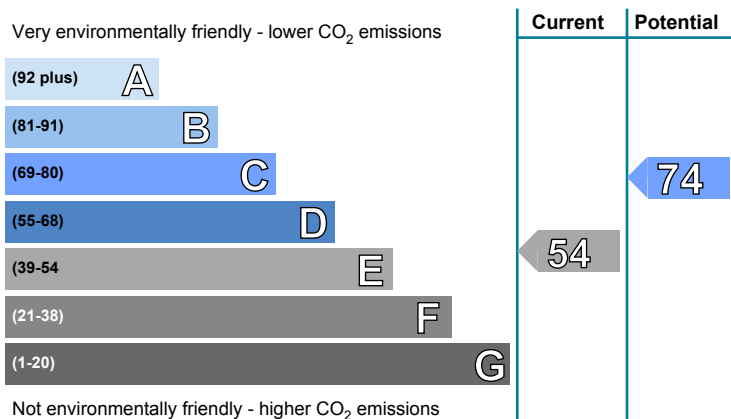 Very environmentally friendly - lower CO₂ emissions
Current
Potential
(92 plus) A
(81-91) B
(69-80) C
74
(55-68) D
(39-54 E
54
(21-38) F
(1-20) G
Not environmentally friendly - higher CO₂ emissions